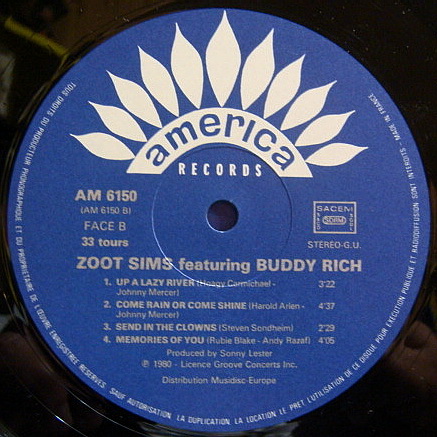 america
RECORDS
AM 6150
(AM 6150 B)
FACE B
33 tours
SACEM
SACD SDRM SGDL
STEREO-G.U.
ZOOT SIMS featuring BUDDY RICH
1. UP A LAZY RIVER (Hoagy Carmichael - Johnny Mercer) 3'22
2. COME RAIN OR COME SHINE (Harold Arlen - Johnny Mercer) 4'37
3. SEND IN THE CLOWNS (Steven Sondheim) 2'29
4. MEMORIES OF YOU (Rubie Blake - Andy Razaf) 4'05
Produced by Sonny Lester
℗ 1980 - Licence Groove Concerts Inc.
Distribution Musidisc-Europe
TOUS DROITS DU PRODUCTEUR PHONOGRAPHIQUE ET DU PROPRIETAIRE DE L'ŒUVRE ENREGISTREE RESERVES. SAUF AUTORISATION, LA DUPLICATION, LA LOCATION, LE PRET, L'UTILISATION DE CE DISQUE POUR EXECUTION PUBLIQUE ET RADIODIFFUSION SONT INTERDITS - MADE IN FRANCE